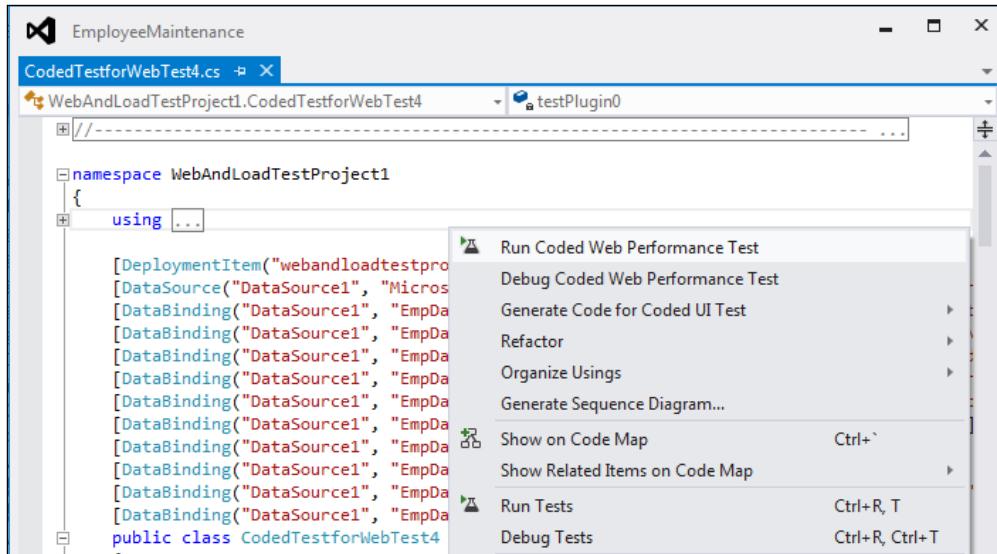 EmployeeMaintenance
CodedTestforWebTest4.cs
WebAndLoadTestProject1.CodedTestforWebTest4 testPlugin0
//------------------------------------------------------------------------------ ...
namespace WebAndLoadTestProject1
{
using ...
[DeploymentItem("webandloadtestpro
[DataSource("DataSource1", "Micros
[DataBinding("DataSource1", "EmpDa
[DataBinding("DataSource1", "EmpDa
[DataBinding("DataSource1", "EmpDa
[DataBinding("DataSource1", "EmpDa
[DataBinding("DataSource1", "EmpDa
[DataBinding("DataSource1", "EmpDa
[DataBinding("DataSource1", "EmpDa
[DataBinding("DataSource1", "EmpDa
[DataBinding("DataSource1", "EmpDa
[DataBinding("DataSource1", "EmpDa
public class CodedTestforWebTest4
Run Coded Web Performance Test
Debug Coded Web Performance Test
Generate Code for Coded UI Test
Refactor
Organize Usings
Generate Sequence Diagram...
Show on Code Map Ctrl+`
Show Related Items on Code Map
Run Tests Ctrl+R, T
Debug Tests Ctrl+R, Ctrl+T